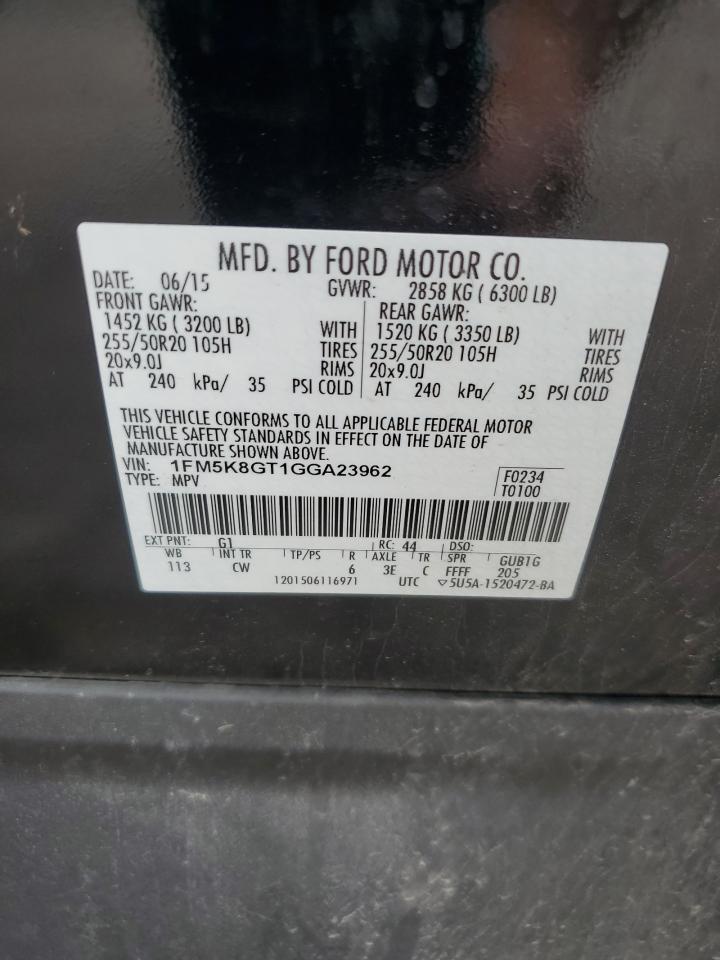 MFD. BY FORD MOTOR CO.
DATE: 06/15 GVWR: 2858 KG ( 6300 LB)
FRONT GAWR: REAR GAWR:
1452 KG ( 3200 LB) WITH 1520 KG ( 3350 LB) WITH
255/50R20 105H TIRES 255/50R20 105H TIRES
20x9.0J RIMS 20x9.0J RIMS
AT 240 kPa/ 35 PSI COLD AT 240 kPa/ 35 PSI COLD
THIS VEHICLE CONFORMS TO ALL APPLICABLE FEDERAL MOTOR
VEHICLE SAFETY STANDARDS IN EFFECT ON THE DATE OF
MANUFACTURE SHOWN ABOVE.
VIN: 1FM5K8GT1GGA23962 F0234
TYPE: MPV T0100
EXT PNT: G1 RC: 44 DSO:
WB INT TR TP/PS R AXLE TR SPR GUB1G
113 CW 6 3E C FFFF 205
1201506116971 UTC ▽5U5A-1520472-BA